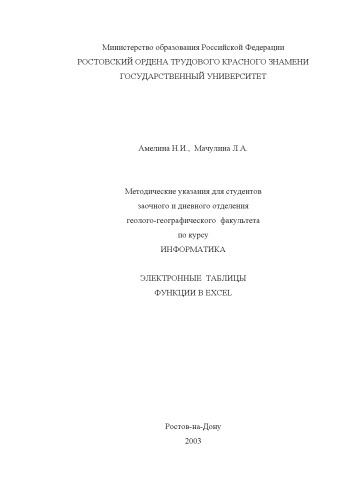 Министерство образования Российской Федерации
РОСТОВСКИЙ ОРДЕНА ТРУДОВОГО КРАСНОГО ЗНАМЕНИ
ГОСУДАРСТВЕННЫЙ УНИВЕРСИТЕТ
Амелина Н.И., Мачулина Л.А.
Методические указания для студентов
заочного и дневного отделения
геолого-географического факультета
по курсу
ИНФОРМАТИКА
ЭЛЕКТРОННЫЕ ТАБЛИЦЫ
ФУНКЦИИ В EXCEL
Ростов-на-Дону
2003